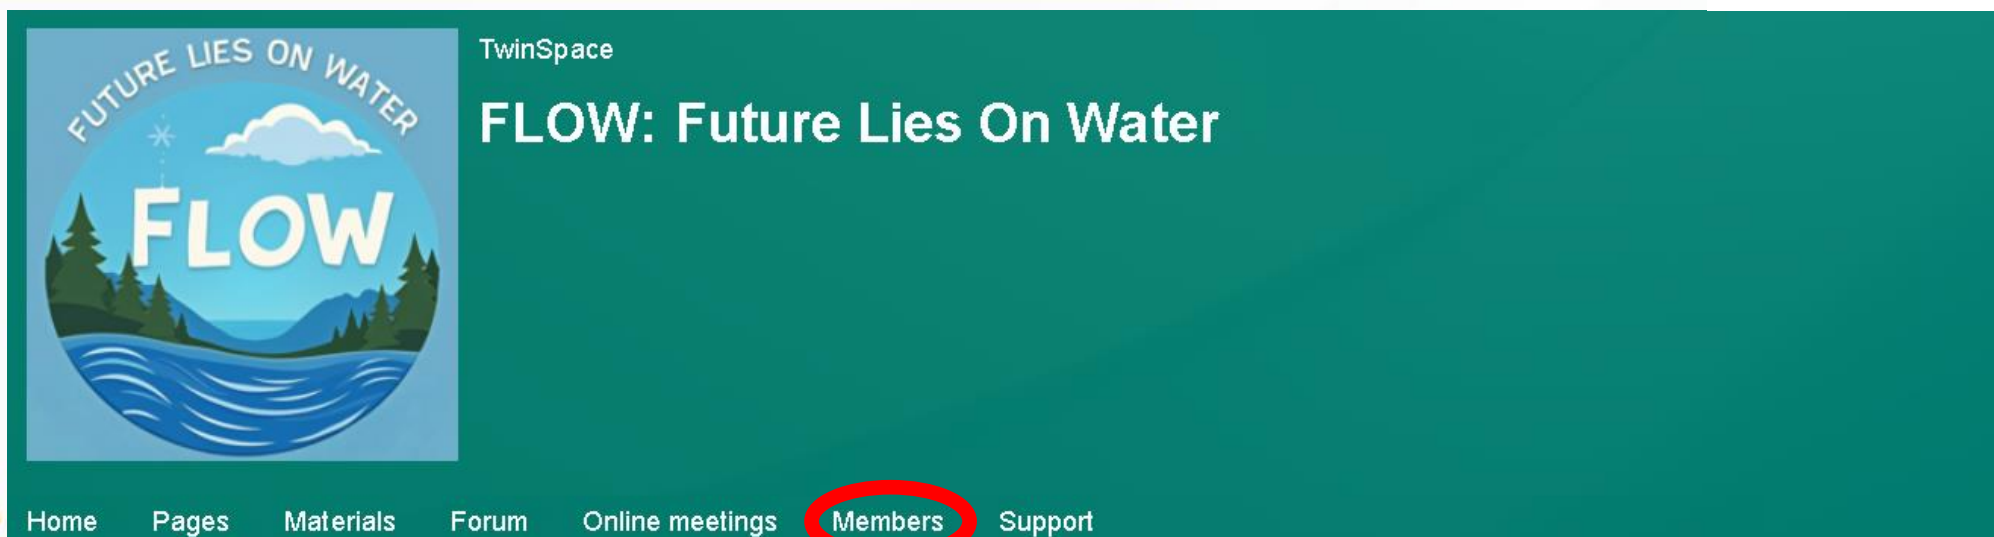 FUTURE LIES ON WATER
FLOW
TwinSpace
FLOW: Future Lies On Water
Home Pages Materials Forum Online meetings Members Support